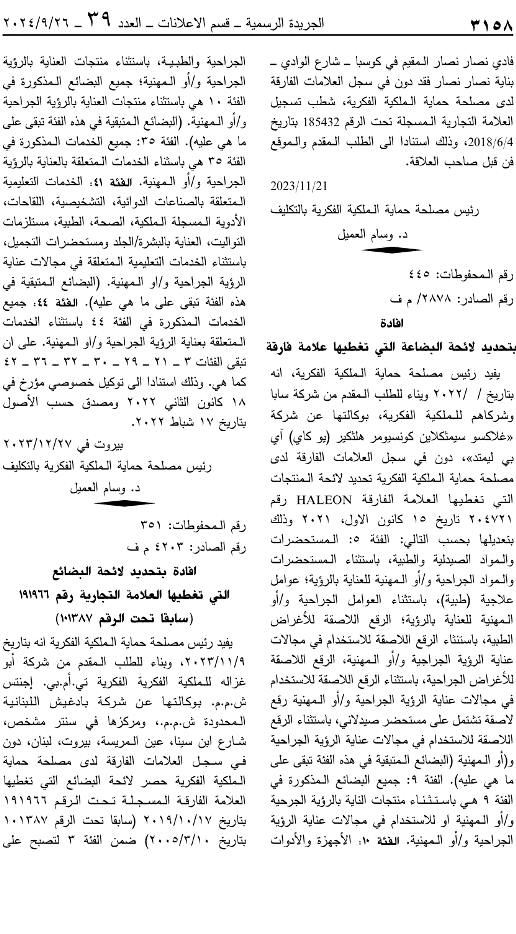 ٣١٥٨
الجريدة الرسمية ــ قسم الاعلانات ــ العدد ٣٩ ــ ٢٠٢٤/٩/٢٦
فادي نصار نصار المقيم في كوسبا ــ شارع الوادي ــ
بناية نصار نصار فقد دون في سجل العلامات الفارقة
لدى مصلحة حماية الملكية الفكرية، شطب تسجيل
العلامة التجارية المسجلة تحت الرقم 185432 بتاريخ
2018/6/4، وذلك استنادا الى الطلب المقدم والموقع
فن قبل صاحب العلاقة.
2023/11/21
رئيس مصلحة حماية الملكية الفكرية بالتكليف
د. وسام العميل
رقم المحفوظات: ٤٤٥
رقم الصادر: ٢٨٧٨/ م ف
افادة
بتحديد لائحة البضاعة التي تغطيها علامة فارقة
يفيد رئيس مصلحة حماية الملكية الفكرية، انه
بتاريخ / /٢٠٢٢ وبناء للطلب المقدم من شركة سابا
وشركاهم للملكية الفكرية، بوكالتها عن شركة
«غلاكسو سيمثكلاين كونسيومر هلثكير (يو كاي) آي
بي ليمتد»، دون في سجل العلامات الفارقة لدى
مصلحة حماية الملكية الفكرية تحديد لائحة المنتجات
التي تغطيها العلامة الفارقة HALEON رقم
٢٠٤٧٢١ تاريخ ١٥ كانون الاول، ٢٠٢١ وذلك
بتعديلها بحسب التالي: الفئة ٥: المستحضرات
والمواد الصيدلية والطبية، باستثناء المستحضرات
والمواد الجراحية و/أو المهنية للعناية بالرؤية؛ عوامل
علاجية (طبية)، باستثناء العوامل الجراحية و/أو
المهنية للعناية بالرؤية؛ الرقع اللاصقة للأغراض
الطبية، باستنثاء الرقع اللاصقة للاستخدام في مجالات
عناية الرؤية الجراجية و/أو المهنية، الرقع اللاصقة
للأغراض الجراحية، باستثناء الرقع اللاصقة للاستخدام
في مجالات عناية الرؤية الجراحية و/أو المهنية رقع
لاصقة تشتمل على مستحضر صيدلاني، باستثناء الرقع
اللاصقة للاستخدام في مجالات عناية الرؤية الجراحية
و/أو المهنية (البضائع المتبقية في هذه الفئة تبقى على
ما هي عليه). الفئة ٩: جميع البضائع المذكورة في
الفئة ٩ هي باستثناء منتجات الناية بالرؤية الجرحية
و/أو المهنية او للاستخدام في مجالات عناية الرؤية
الجراحية و/أو المهنية. الفئة ١٠: الأجهزة والأدوات
الجراحية والطبية، باستثناء منتجات العناية بالرؤية
الجراحية و/أو المهنية؛ جميع البضائع المذكورة في
الفئة ١٠ هي باستثناء منتجات العناية بالرؤية الجراحية
و/أو المهنية. (البضائع المتبقية في هذه الفئة تبقى على
ما هي عليه). الفئة ٣٥: جميع الخدمات المذكورة في
الفئة ٣٥ هي باستثاء الخدمات المتعلقة بالعناية بالرؤية
الجراحية و/أو المهنية. الفئة ٤١: الخدمات التعليمية
المتعلقة بالصناعات الدوائية، التشخيصية، اللقاحات،
الأدوية المسجلة الملكية، الصحة، الطبية، مستلزمات
التواليت، العناية بالبشرة/الجلد ومستحضرات التجميل،
باستثناء الخدمات التعليمية المتعلقة في مجالات عناية
الرؤية الجراحية و/او المهنية. (البضائع المتبقية في
هذه الفئة تبقى على ما هي عليه). الفئة ٤٤: جميع
الخدمات المذكورة في الفئة ٤٤ باستثناء الخدمات
المتعلقة بعناية الرؤية الجراحية و/أو المهنية. على ان
تبقى الفئات ٣ ــ ٢١ ــ ٢٩ ــ ٣٠ ــ ٣٢ ــ ٣٦ ــ ٤٢
كما هي. وذلك استنادا الى توكيل خصوصي مؤرخ في
١٨ كانون الثاني ٢٠٢٢ ومصدق حسب الأصول
بتاريخ ١٧ شباط ٢٠٢٢.
بيروت في ٢٠٢٣/١٢/٢٧
رئيس مصلحة حماية الملكية الفكرية بالتكليف
د. وسام العميل
رقم المحفوظات: ٣٥١
رقم الصادر: ٤٢٠٣ م ف
افادة بتحديد لائحة البضائع
التي تغطيها العلامة التجارية رقم ١٩١٩٦٦
(سابقا تحت الرقم ١٠١٣٨٧)
يفيد رئيس مصلحة حماية الملكية الفكرية انه بتاريخ
٢٠٢٣/١١/٩، وبناء للطلب المقدم من شركة أبو
غزاله للملكية الفكرية الفكرية تي.أم.بي. إجنتس
ش.م.م. بوكالتها عن شركة بادغيش اللبنانية
المحدودة ش.م.م.، ومركزها في سنتر مشخص،
شارع ابن سينا، عين المريسة، بيروت، لبنان، دون
في سجل العلامات الفارقة لدى مصلحة حماية
الملكية الفكرية حصر لائحة البضائع التي تغطيها
العلامة الفارقة المسجلة تحت الرقم ١٩١٩٦٦
بتاريخ ٢٠١٩/١٠/١٧ (سابقا تحت الرقم ١٠١٣٨٧
بتاريخ ٢٠٠٥/٣/١٠) ضمن الفئة ٣ لتصبح على